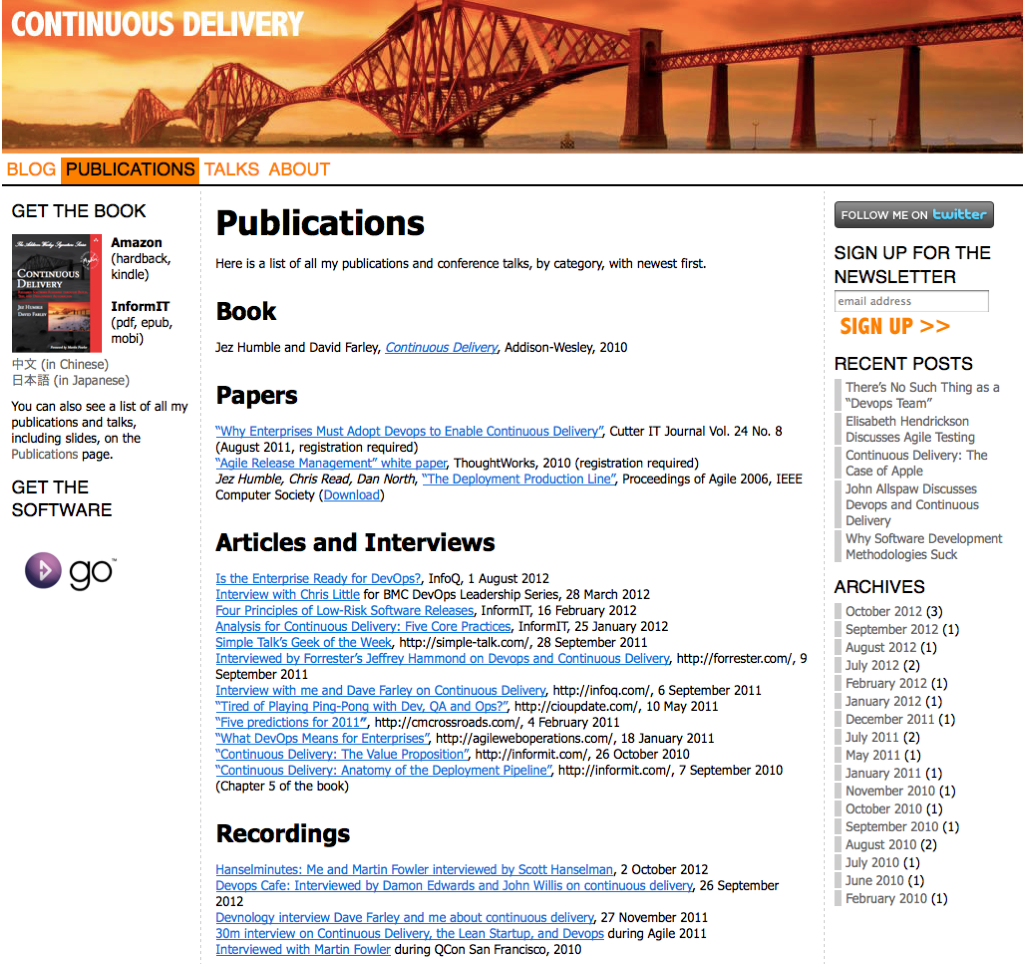 CONTINUOUS DELIVERY
BLOG PUBLICATIONS TALKS ABOUT
GET THE BOOK
CONTINUOUS
DELIVERY
JEZ HUMBLE
DAVID FARLEY
Amazon
(hardback,
kindle)
InformIT
(pdf, epub,
mobi)
中文 (in Chinese)
日本語 (in Japanese)
You can also see a list of all my
publications and talks,
including slides, on the
Publications page.
GET THE
SOFTWARE
go™
Publications
Here is a list of all my publications and conference talks, by category, with newest first.
Book
Jez Humble and David Farley, Continuous Delivery, Addison-Wesley, 2010
Papers
“Why Enterprises Must Adopt Devops to Enable Continuous Delivery”, Cutter IT Journal Vol. 24 No. 8
(August 2011, registration required)
“Agile Release Management” white paper, ThoughtWorks, 2010 (registration required)
Jez Humble, Chris Read, Dan North, “The Deployment Production Line”, Proceedings of Agile 2006, IEEE
Computer Society (Download)
Articles and Interviews
Is the Enterprise Ready for DevOps?, InfoQ, 1 August 2012
Interview with Chris Little for BMC DevOps Leadership Series, 28 March 2012
Four Principles of Low-Risk Software Releases, InformIT, 16 February 2012
Analysis for Continuous Delivery: Five Core Practices, InformIT, 25 January 2012
Simple Talk’s Geek of the Week, http://simple-talk.com/, 28 September 2011
Interviewed by Forrester’s Jeffrey Hammond on Devops and Continuous Delivery, http://forrester.com/, 9
September 2011
Interview with me and Dave Farley on Continuous Delivery, http://infoq.com/, 6 September 2011
“Tired of Playing Ping-Pong with Dev, QA and Ops?”, http://cioupdate.com/, 10 May 2011
“Five predictions for 2011”, http://cmcrossroads.com/, 4 February 2011
“What DevOps Means for Enterprises”, http://agileweboperations.com/, 18 January 2011
“Continuous Delivery: The Value Proposition”, http://informit.com/, 26 October 2010
“Continuous Delivery: Anatomy of the Deployment Pipeline”, http://informit.com/, 7 September 2010
(Chapter 5 of the book)
Recordings
Hanselminutes: Me and Martin Fowler interviewed by Scott Hanselman, 2 October 2012
Devops Cafe: Interviewed by Damon Edwards and John Willis on continuous delivery, 26 September
2012
Devnology interview Dave Farley and me about continuous delivery, 27 November 2011
30m interview on Continuous Delivery, the Lean Startup, and Devops during Agile 2011
Interviewed with Martin Fowler during QCon San Francisco, 2010
FOLLOW ME ON twitter
SIGN UP FOR THE
NEWSLETTER
email address
SIGN UP >>
RECENT POSTS
There’s No Such Thing as a
“Devops Team”
Elisabeth Hendrickson
Discusses Agile Testing
Continuous Delivery: The
Case of Apple
John Allspaw Discusses
Devops and Continuous
Delivery
Why Software Development
Methodologies Suck
ARCHIVES
October 2012 (3)
September 2012 (1)
August 2012 (1)
July 2012 (2)
February 2012 (1)
January 2012 (1)
December 2011 (1)
July 2011 (2)
May 2011 (1)
January 2011 (1)
November 2010 (1)
October 2010 (1)
September 2010 (1)
August 2010 (2)
July 2010 (1)
June 2010 (1)
February 2010 (1)